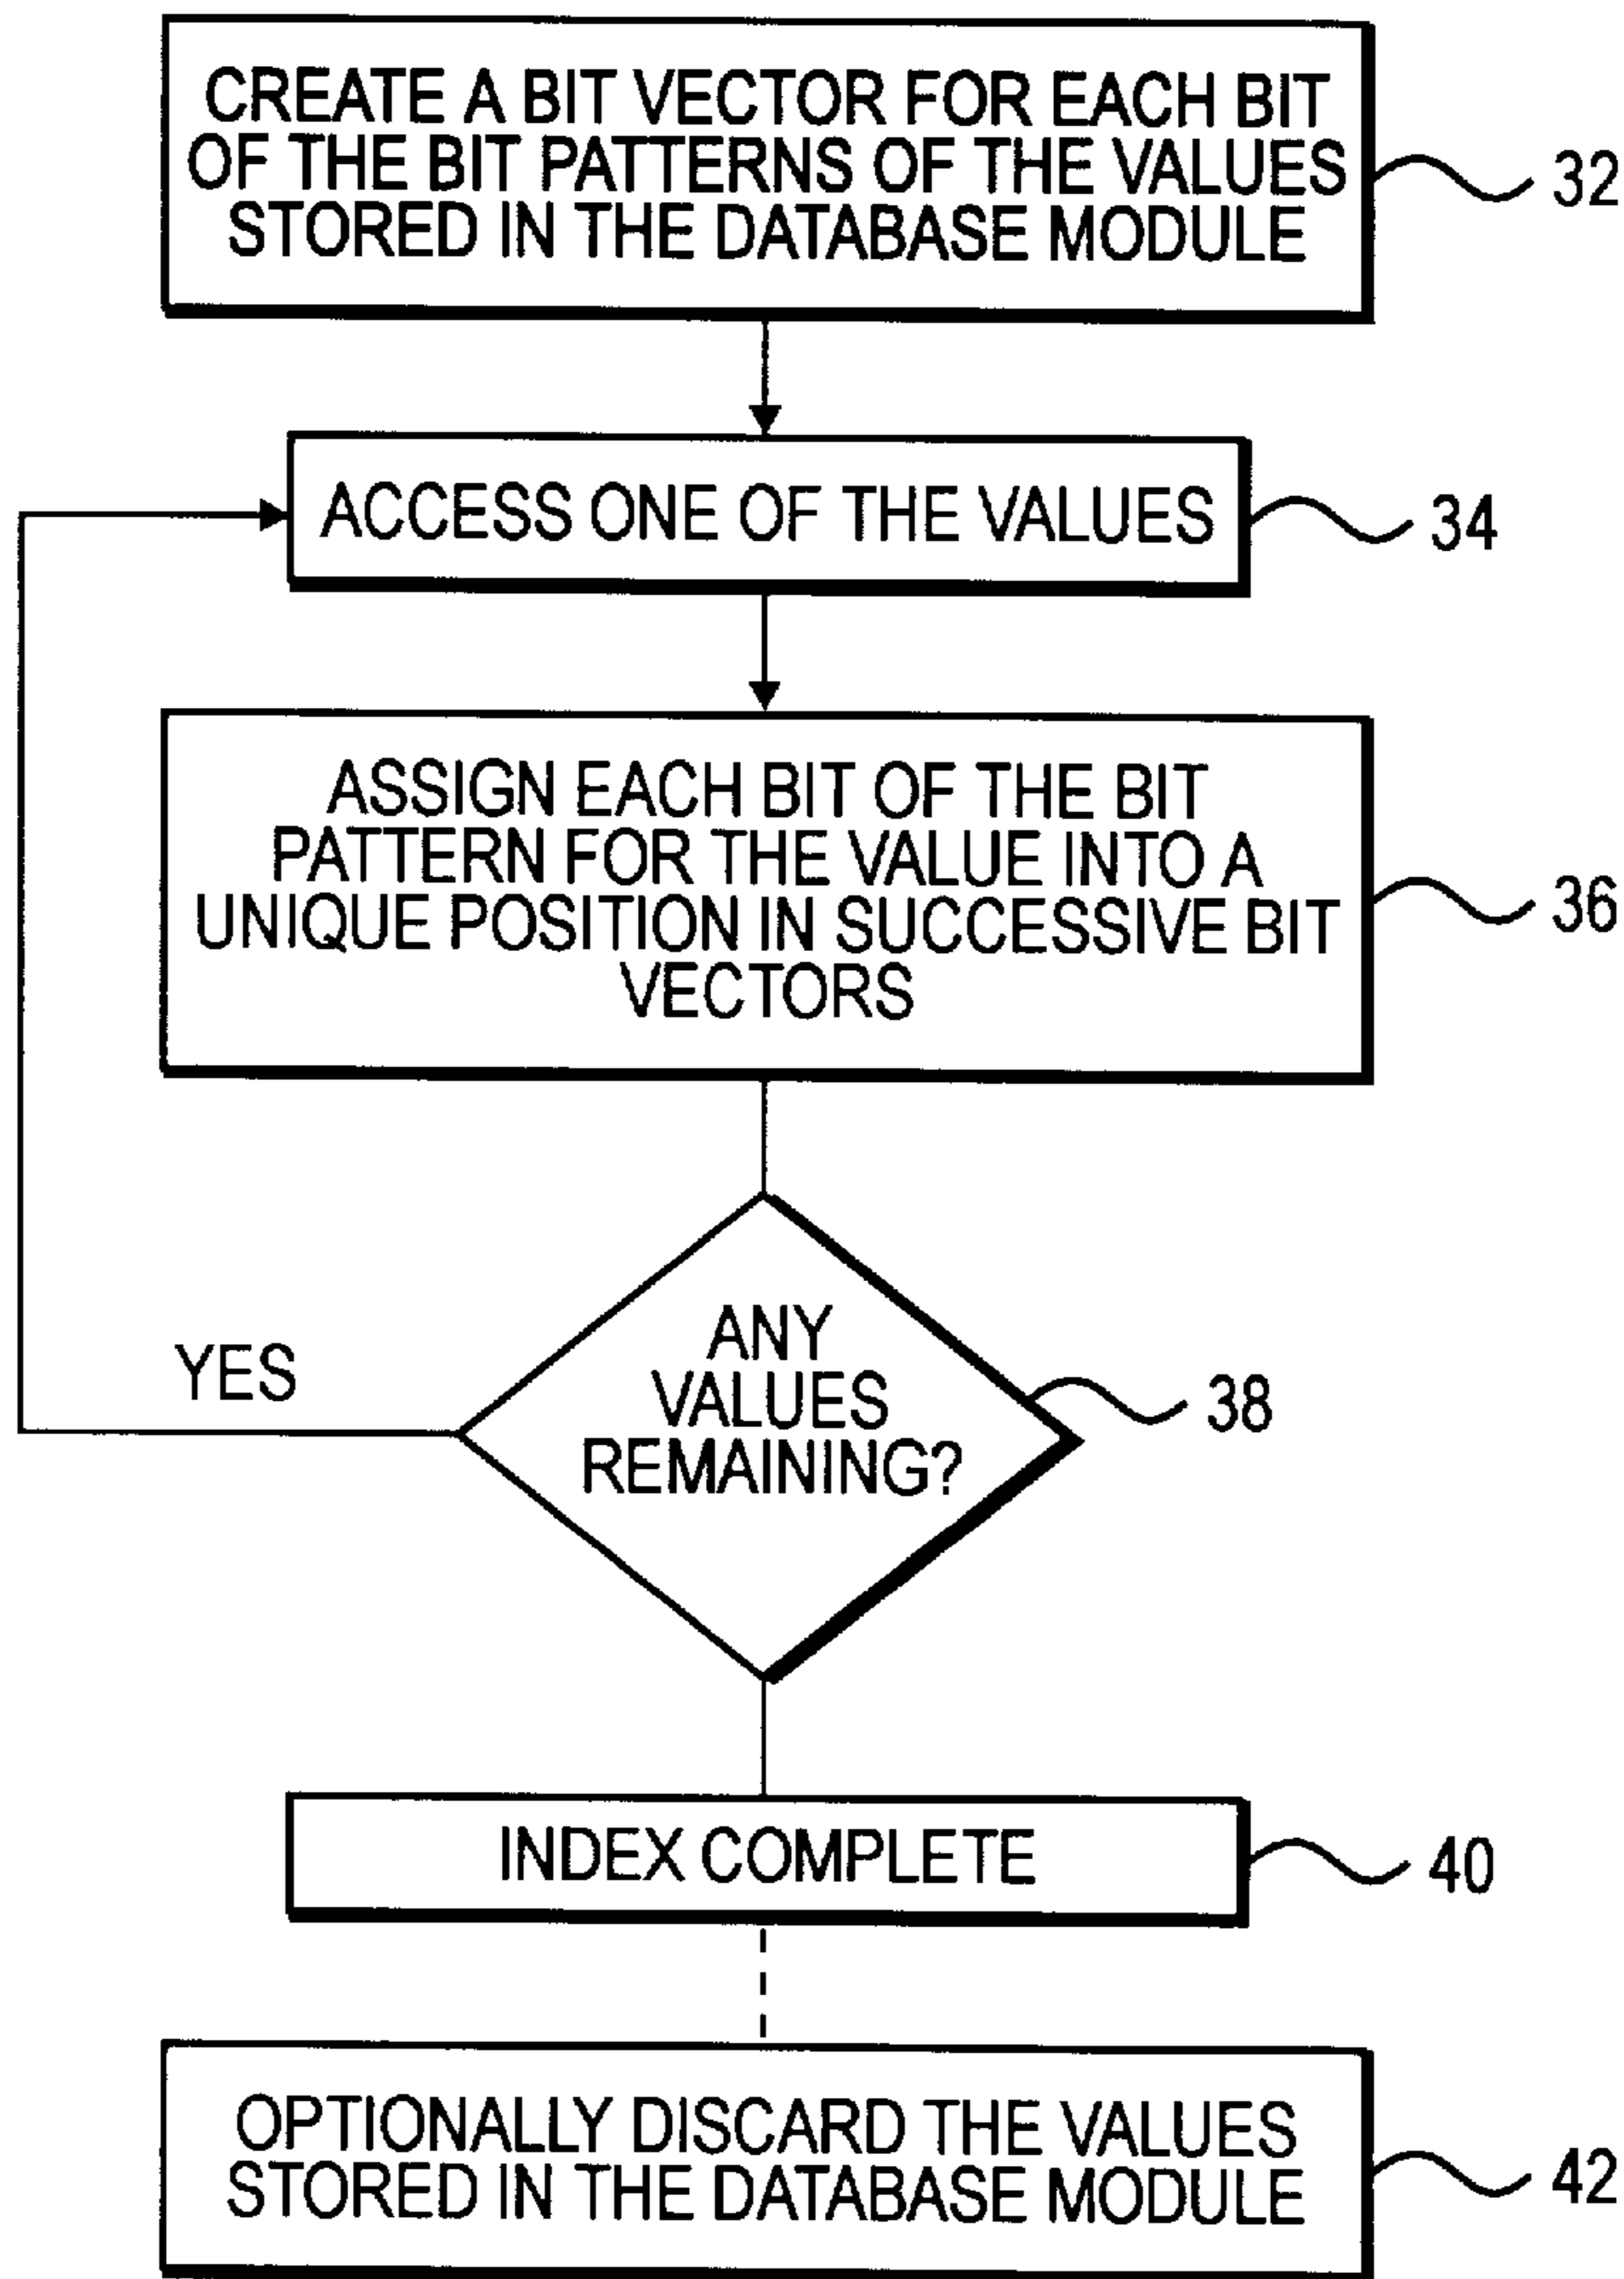 CREATE A BIT VECTOR FOR EACH BIT
OF THE BIT PATTERNS OF THE VALUES
STORED IN THE DATABASE MODULE
32
ACCESS ONE OF THE VALUES
34
ASSIGN EACH BIT OF THE BIT
PATTERN FOR THE VALUE INTO A
UNIQUE POSITION IN SUCCESSIVE BIT
VECTORS
36
YES
ANY
VALUES
REMAINING?
38
INDEX COMPLETE
40
OPTIONALLY DISCARD THE VALUES
STORED IN THE DATABASE MODULE
42